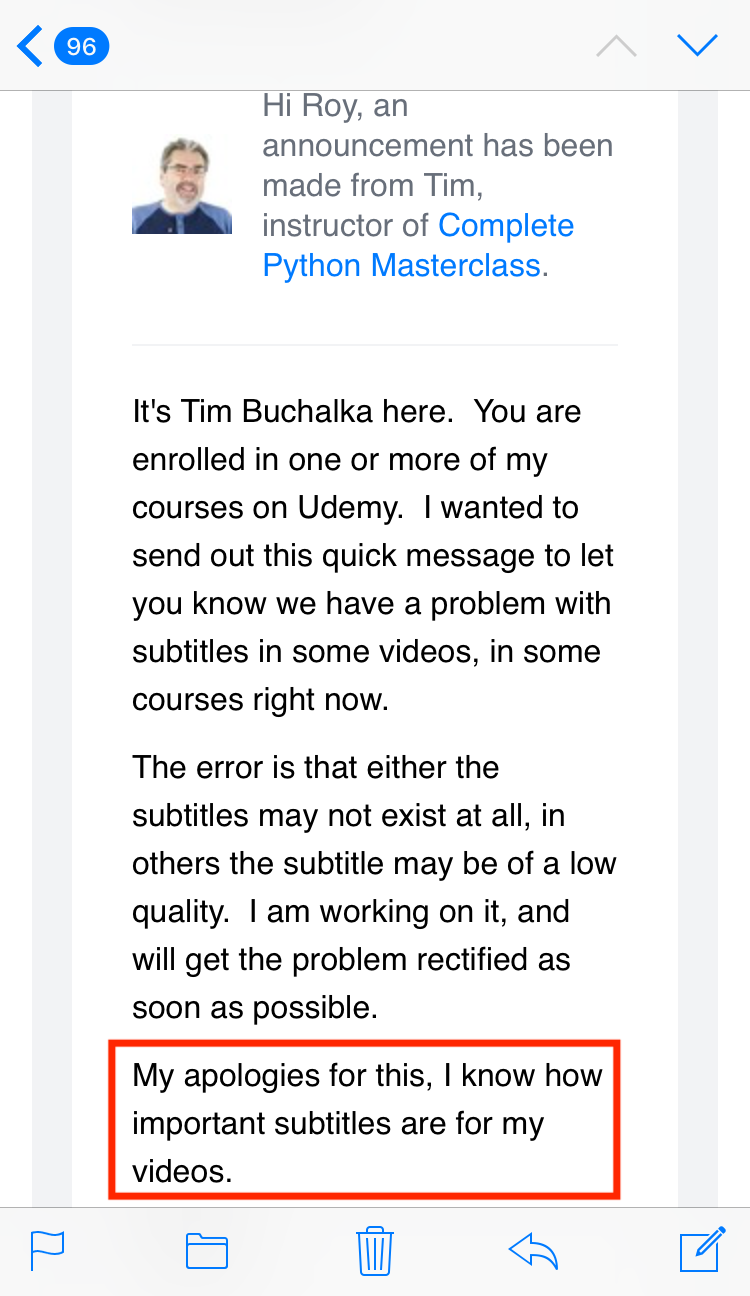 96
Hi Roy, an
announcement has been
made from Tim,
instructor of Complete
Python Masterclass.
It's Tim Buchalka here.  You are
enrolled in one or more of my
courses on Udemy.  I wanted to
send out this quick message to let
you know we have a problem with
subtitles in some videos, in some
courses right now.
The error is that either the
subtitles may not exist at all, in
others the subtitle may be of a low
quality.  I am working on it, and
will get the problem rectified as
soon as possible.
My apologies for this, I know how
important subtitles are for my
videos.